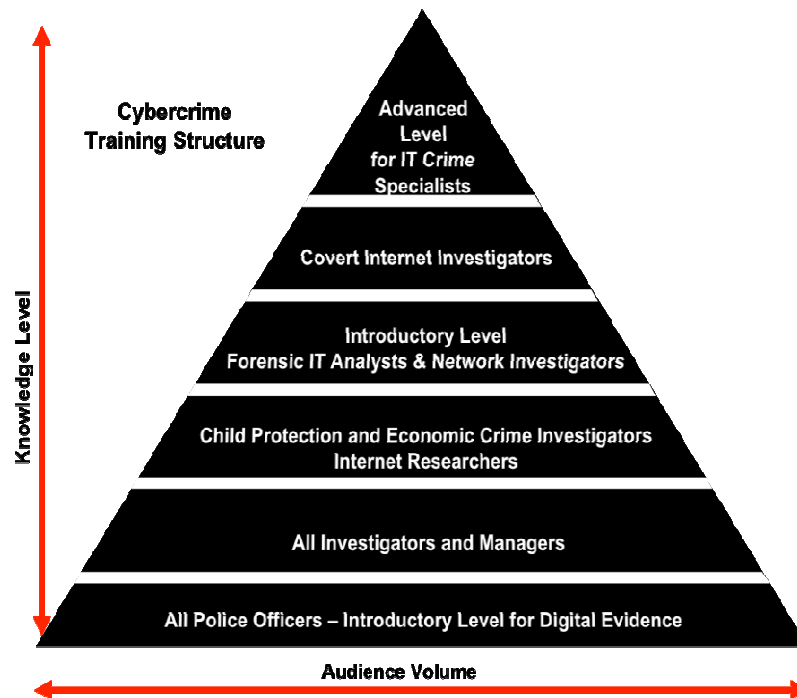 Cybercrime
Training Structure
Advanced
Level
for IT Crime
Specialists
Covert Internet Investigators
Introductory Level
Forensic IT Analysts & Network Investigators
Child Protection and Economic Crime Investigators
Internet Researchers
All Investigators and Managers
All Police Officers – Introductory Level for Digital Evidence
Knowledge Level
Audience Volume